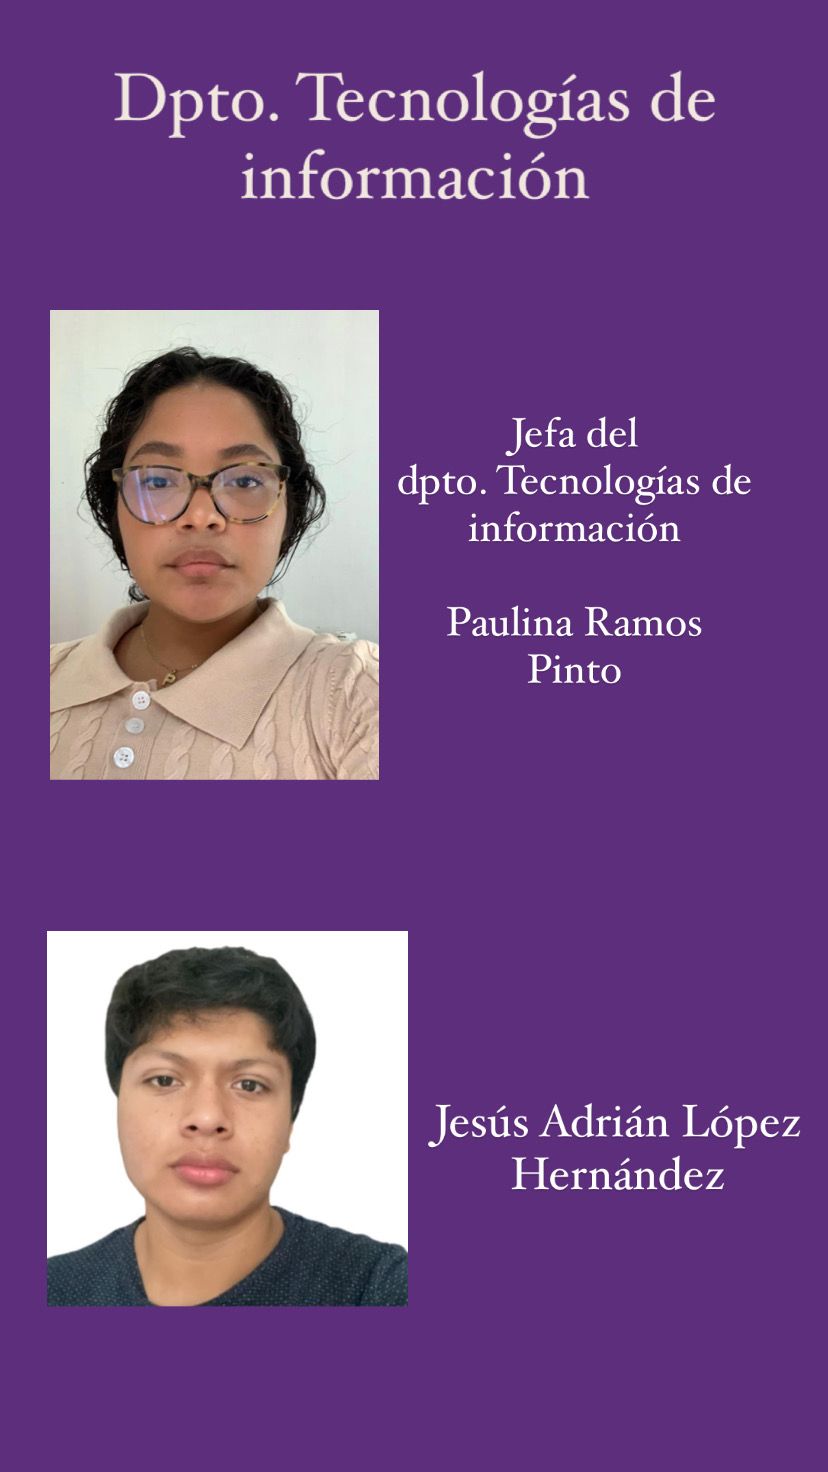 Dpto. Tecnologías de
información
Jefa del
dpto. Tecnologías de
información
Paulina Ramos
Pinto
P
Jesús Adrián López
Hernández